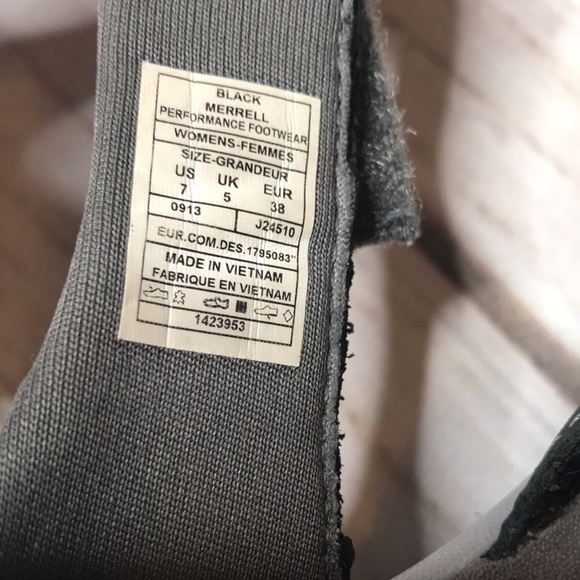 BLACK
MERRELL
PERFORMANCE FOOTWEAR
WOMENS-FEMMES
SIZE-GRANDEUR
US UK EUR
7 5 38
0913 J24510
EUR.COM.DES.1795083"
MADE IN VIETNAM
FABRIQUE EN VIETNAM
1423953